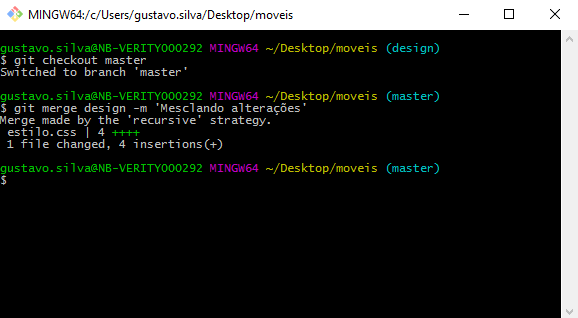 MINGW64:/c/Users/gustavo.silva/Desktop/moveis
gustavo.silva@NB-VERITY000292 MINGW64 ~/Desktop/moveis (design)
$ git checkout master
Switched to branch 'master'
gustavo.silva@NB-VERITY000292 MINGW64 ~/Desktop/moveis (master)
$ git merge design -m 'Mesclando alterações'
Merge made by the 'recursive' strategy.
 estilo.css | 4 ++++
 1 file changed, 4 insertions(+)
gustavo.silva@NB-VERITY000292 MINGW64 ~/Desktop/moveis (master)
$